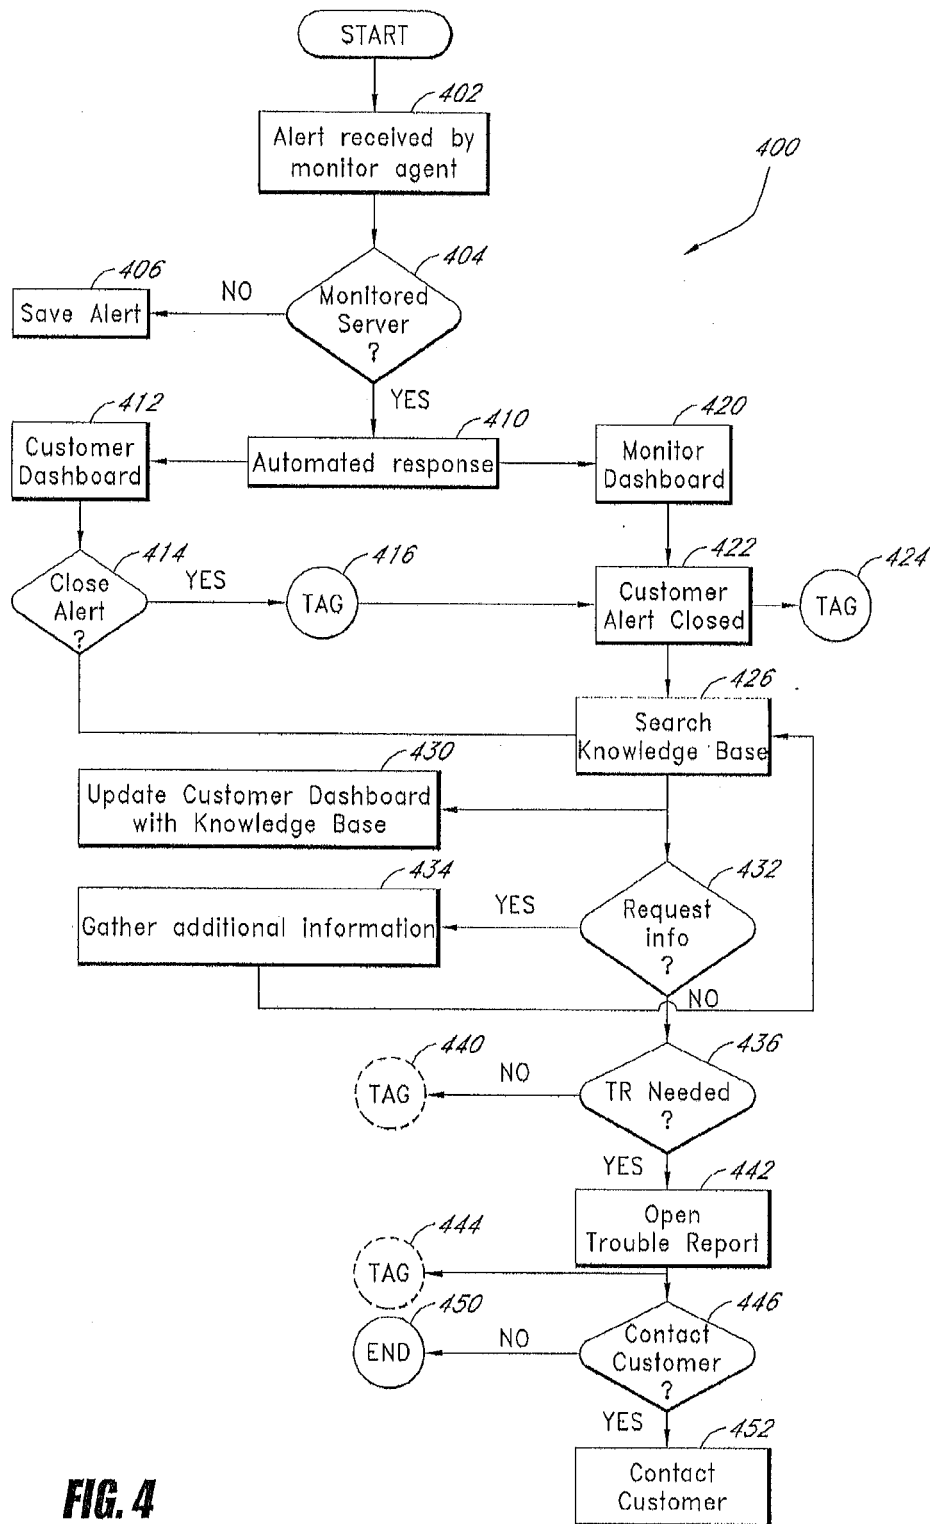 START
402
Alert received by
monitor agent
400
404
Monitored
Server
?
NO
406
Save Alert
YES
412
Customer
Dashboard
410
Automated response
420
Monitor
Dashboard
414
Close
Alert
?
YES
416
TAG
422
Customer
Alert Closed
424
TAG
426
Search
Knowledge Base
430
Update Customer Dashboard
with Knowledge Base
434
Gather additional information
YES
432
Request
info
?
NO
440
TAG
NO
436
TR Needed
?
YES
442
Open
Trouble Report
444
TAG
450
END
NO
446
Contact
Customer
?
YES
452
Contact
Customer
FIG. 4